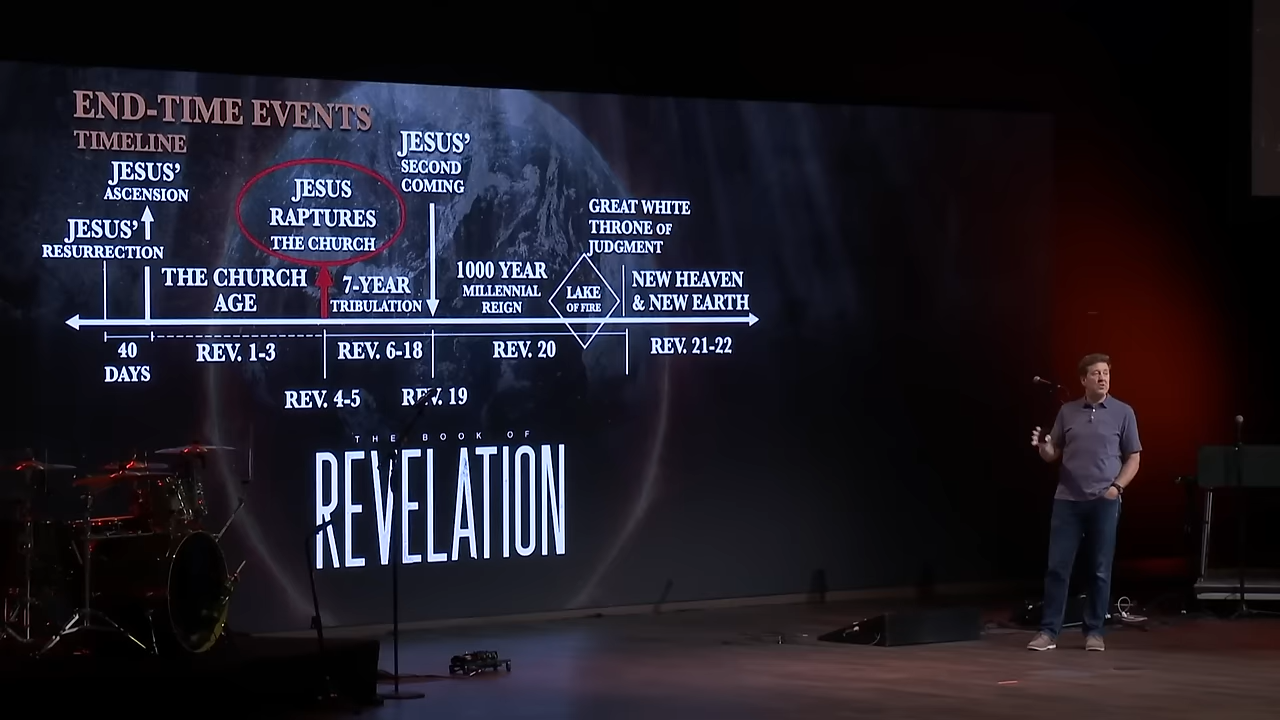 END-TIME EVENTS
TIMELINE
JESUS'
ASCENSION
JESUS'
RESURRECTION
JESUS
RAPTURES
THE CHURCH
JESUS'
SECOND
COMING
GREAT WHITE
THRONE OF
JUDGMENT
THE CHURCH
AGE
7-YEAR
TRIBULATION
1000 YEAR
MILLENNIAL
REIGN
LAKE
OF FIRE
NEW HEAVEN
& NEW EARTH
40
DAYS
REV. 1-3
REV. 6-18
REV. 20
REV. 21-22
REV. 4-5
REV. 19
THE BOOK OF
REVELATION